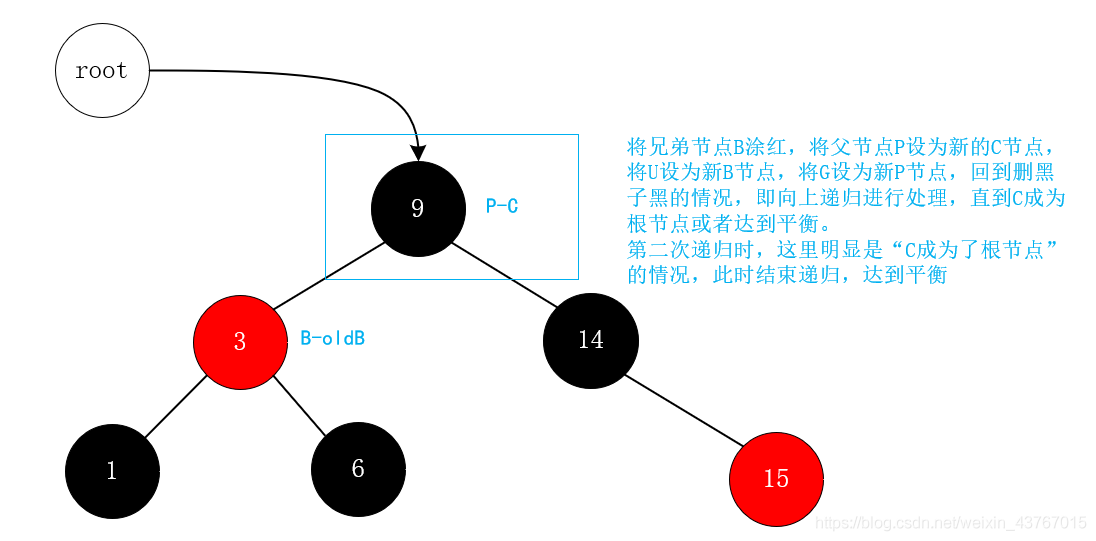 root
将兄弟节点B涂红，将父节点P设为新的C节点，
将U设为新B节点，将G设为新P节点，回到删黑
子黑的情况，即向上递归进行处理，直到C成为
根节点或者达到平衡。
第二次递归时，这里明显是“C成为了根节点”
的情况，此时结束递归，达到平衡
9
P-C
3
B-oldB
14
1
6
15
https://blog.csdn.net/weixin_43767015